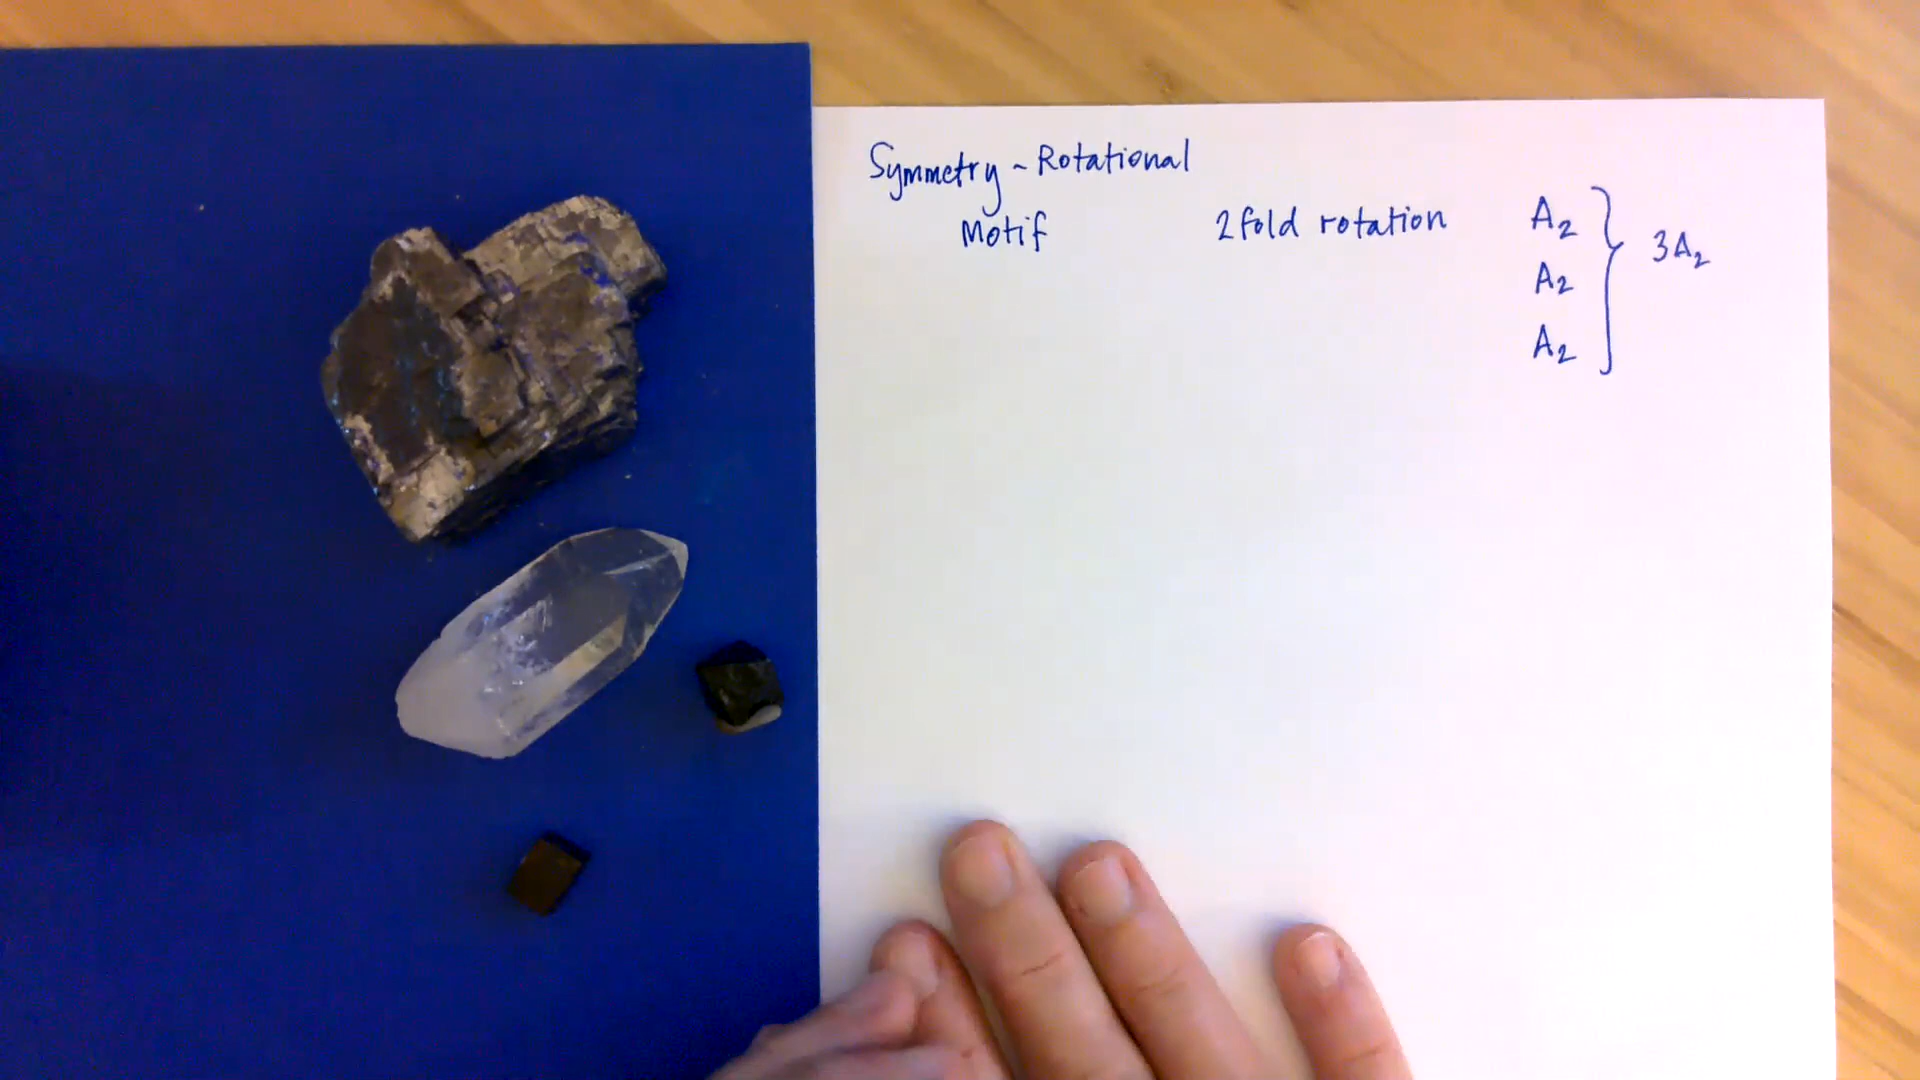 Symmetry ~ Rotational
Motif 2fold rotation A₂ 3A₂
A₂
A₂